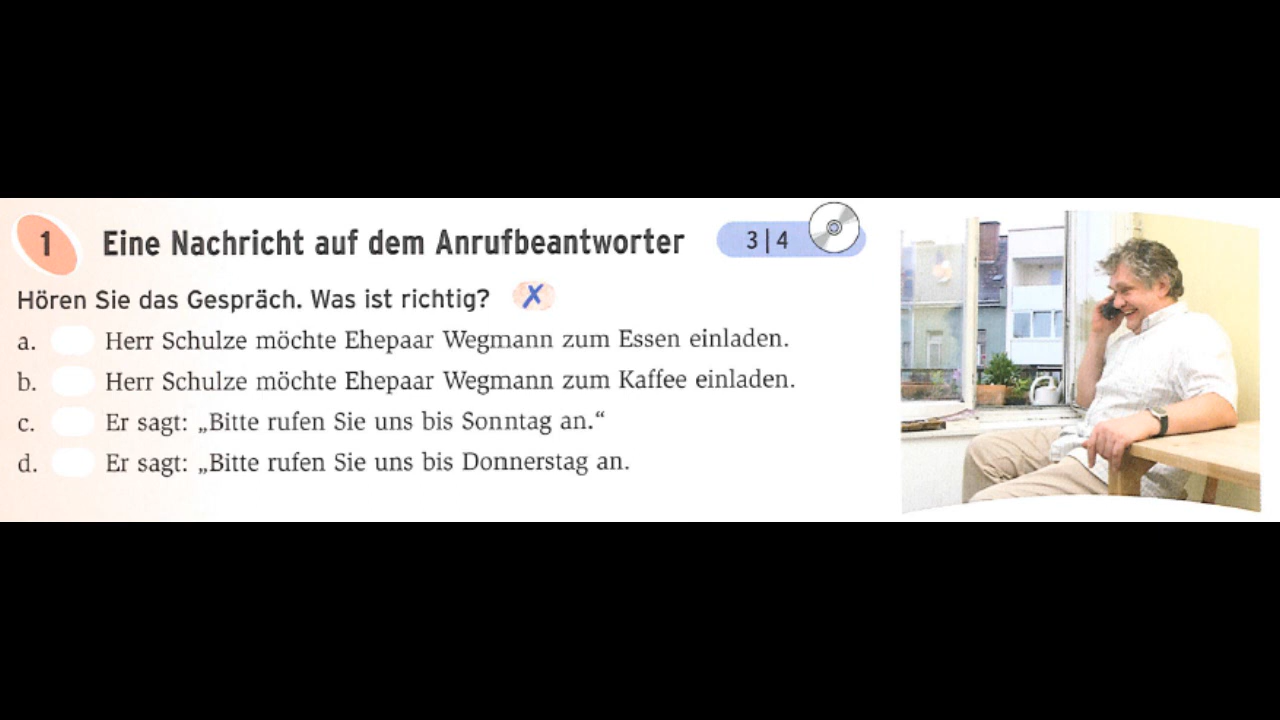 1 Eine Nachricht auf dem Anrufbeantworter 3|4
Hören Sie das Gespräch. Was ist richtig? X
a. Herr Schulze möchte Ehepaar Wegmann zum Essen einladen.
b. Herr Schulze möchte Ehepaar Wegmann zum Kaffee einladen.
c. Er sagt: „Bitte rufen Sie uns bis Sonntag an.“
d. Er sagt: „Bitte rufen Sie uns bis Donnerstag an.